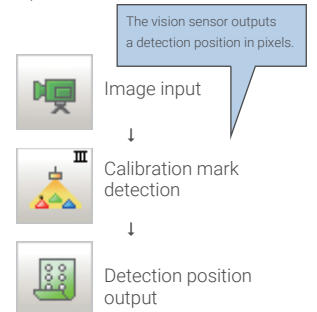 The vision sensor outputs
a detection position in pixels.
Image input
↓
III
Calibration mark
detection
↓
Detection position
output